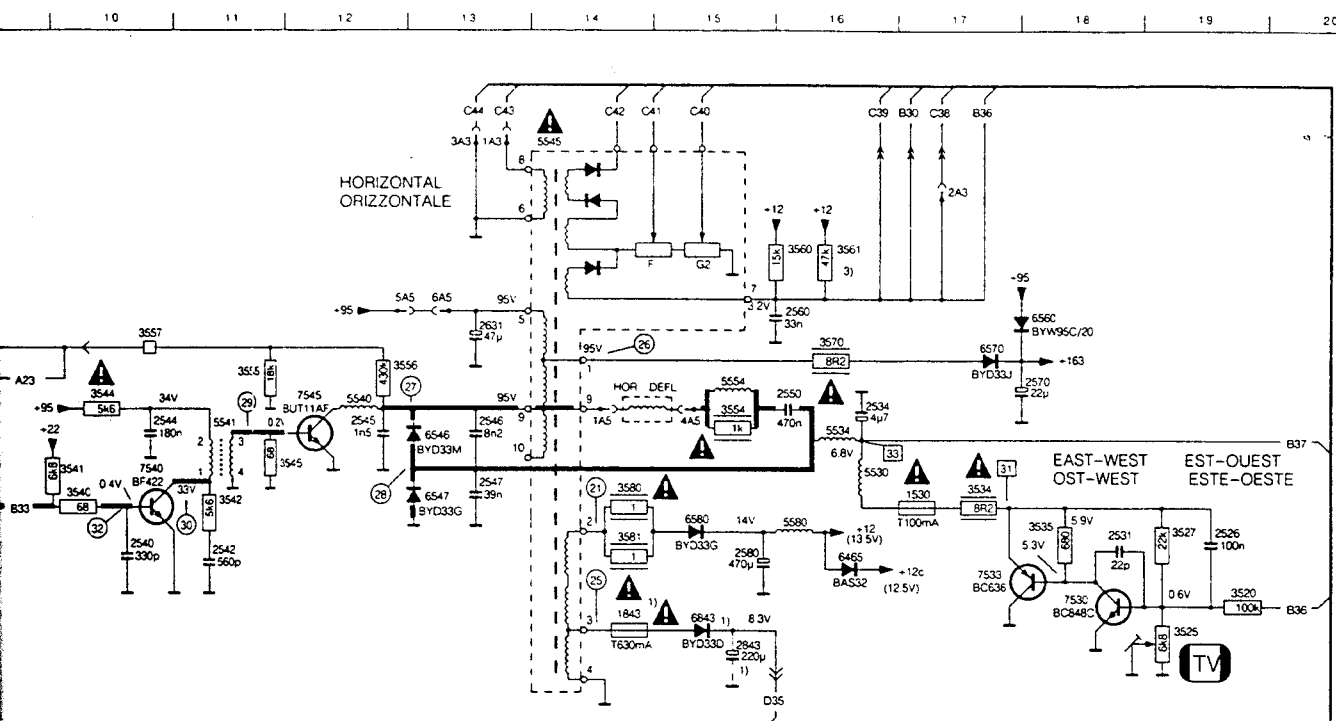 10 11 12 13 14 15 16 17 18 19 20
C44 C43 C42 C41 C40 C39 B30 C38 B36
3A3 1A3 5545 2A3
HORIZONTAL
ORIZZONTALE
8
6
+12 +12
3560 15k 3561 47k
3)
F G2
7
3.2V
2560
33n
+95
6560
BYW95C/20
+95 5A5 6A5 95V
5
2631
47µ
3557
95V 26
1
3570
8R2
6570
BYD33J
+163
2570
22µ
A23
3555 18k
3556 430k
27
HOR DEFL
5554
2550
470n
3544
5k6
+95
34V
2544
180n
29
0.2V
7545
BUT11AF
5540
95V
9 9
1A5 4A5
3554
1k
2534
4µ7
+22
5541
2 3
1 4
68
3545
2545
1n5
6546
BYD33M
2546
8n2
10
5534
6.8V
33
B37
3541
6k8
7540
BF422
5530
EAST-WEST
OST-WEST
EST-OUEST
ESTE-OESTE
3540
68
B33
0.4V
32
33V
30
5k6
3542
28
6547
BYD33G
2547
39n
21
2
3580
1
3581
1
6580
BYD33G
14V
5580
2580
470µ
+12
(13.5V)
6465
BAS32
+12c
(12.5V)
1530
T100mA
3534
8R2
31
3535
680
5.9V
5.3V
2531
22p
22k
3527
2526
100n
2540
330p
2542
560p
7533
BC636
7530
BC848C
0.6V
3520
100k
B36
25
3
1843
T630mA
1)
6843
BYD33D
1)
8.3V
2843
220µ
1)
D35
4
3525
6k8
TV